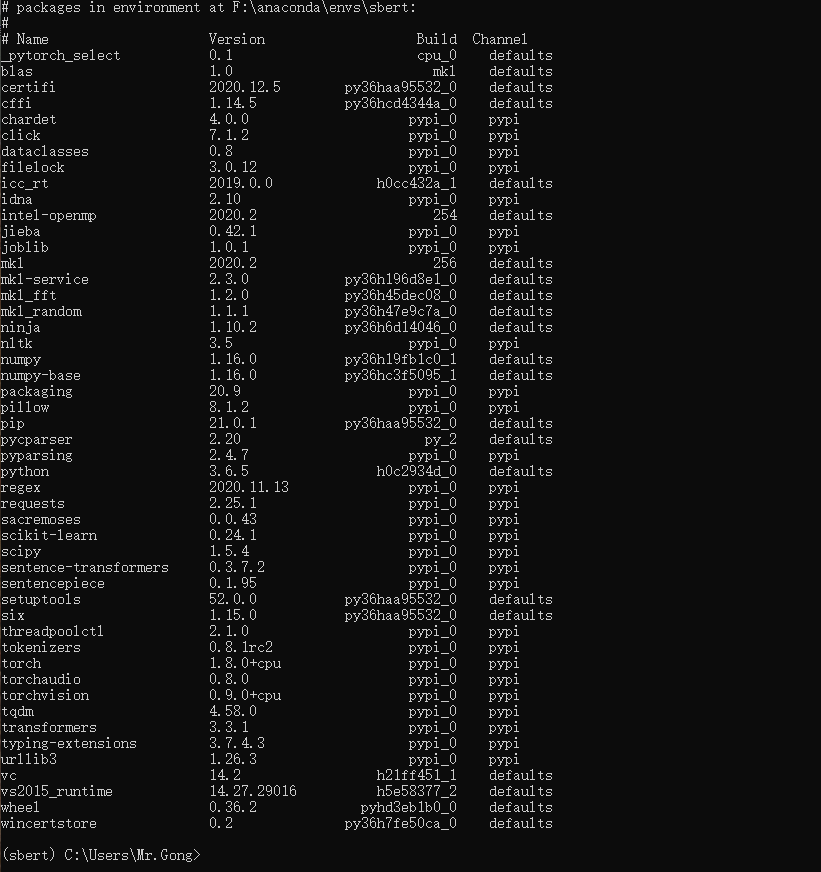 # packages in environment at F:\anaconda\envs\sbert:
#
# Name                    Version                   Build  Channel
_pytorch_select           0.1                       cpu_0    defaults
blas                      1.0                         mkl    defaults
certifi                   2020.12.5        py36haa95532_0    defaults
cffi                      1.14.5           py36hcd4344a_0    defaults
chardet                   4.0.0                    pypi_0    pypi
click                     7.1.2                    pypi_0    pypi
dataclasses               0.8                      pypi_0    pypi
filelock                  3.0.12                   pypi_0    pypi
icc_rt                    2019.0.0             h0cc432a_1    defaults
idna                      2.10                     pypi_0    pypi
intel-openmp              2020.2                      254    defaults
jieba                     0.42.1                   pypi_0    pypi
joblib                    1.0.1                    pypi_0    pypi
mkl                       2020.2                      256    defaults
mkl-service               2.3.0            py36h196d8e1_0    defaults
mkl_fft                   1.2.0            py36h45dec08_0    defaults
mkl_random                1.1.1            py36h47e9c7a_0    defaults
ninja                     1.10.2           py36h6d14046_0    defaults
nltk                      3.5                      pypi_0    pypi
numpy                     1.16.0           py36h19fb1c0_1    defaults
numpy-base                1.16.0           py36hc3f5095_1    defaults
packaging                 20.9                     pypi_0    pypi
pillow                    8.1.2                    pypi_0    pypi
pip                       21.0.1           py36haa95532_0    defaults
pycparser                 2.20                       py_2    defaults
pyparsing                 2.4.7                    pypi_0    pypi
python                    3.6.5                h0c2934d_0    defaults
regex                     2020.11.13               pypi_0    pypi
requests                  2.25.1                   pypi_0    pypi
sacremoses                0.0.43                   pypi_0    pypi
scikit-learn              0.24.1                   pypi_0    pypi
scipy                     1.5.4                    pypi_0    pypi
sentence-transformers     0.3.7.2                  pypi_0    pypi
sentencepiece             0.1.95                   pypi_0    pypi
setuptools                52.0.0           py36haa95532_0    defaults
six                       1.15.0           py36haa95532_0    defaults
threadpoolctl             2.1.0                    pypi_0    pypi
tokenizers                0.8.1rc2                 pypi_0    pypi
torch                     1.8.0+cpu                pypi_0    pypi
torchaudio                0.8.0                    pypi_0    pypi
torchvision               0.9.0+cpu                pypi_0    pypi
tqdm                      4.58.0                   pypi_0    pypi
transformers              3.3.1                    pypi_0    pypi
typing-extensions         3.7.4.3                  pypi_0    pypi
urllib3                   1.26.3                   pypi_0    pypi
vc                        14.2                 h21ff451_1    defaults
vs2015_runtime            14.27.29016          h5e58377_2    defaults
wheel                     0.36.2             pyhd3eb1b0_0    defaults
wincertstore              0.2              py36h7fe50ca_0    defaults
(sbert) C:\Users\Mr.Gong>